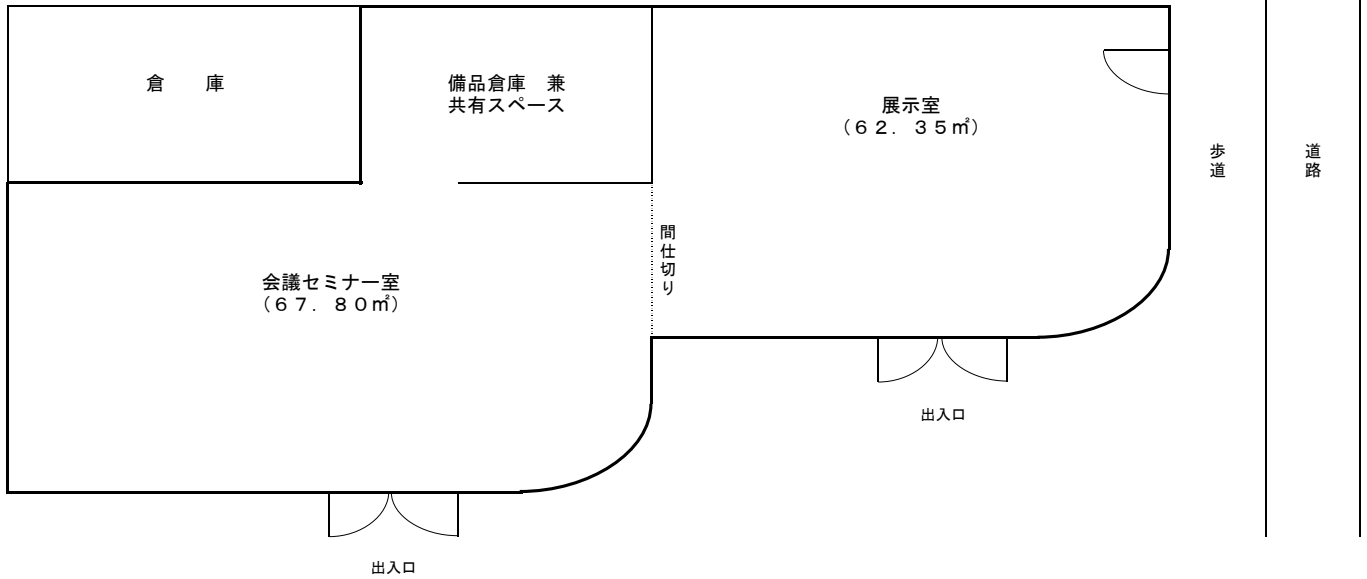 倉　庫
備品倉庫　兼
共有スペース
展示室
（６２．３５㎡）
歩道
道路
間仕切り
会議セミナー室
（６７．８０㎡）
出入口
出入口